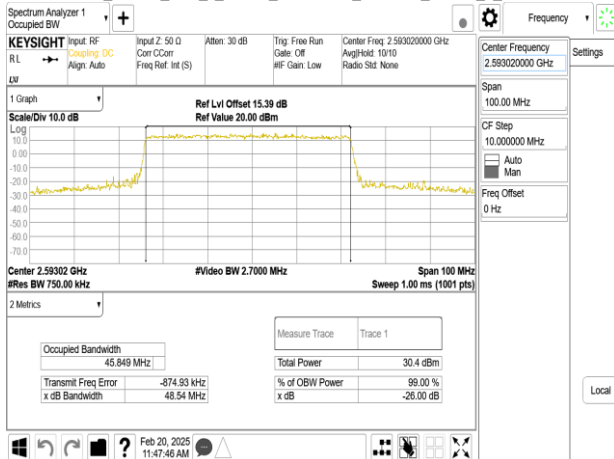 Spectrum Analyzer 1
Occupied BW
+
Frequency
KEYSIGHT
RL
LXI
Input: RF
Coupling: DC
Align: Auto
Input Z: 50 Ω
Corr CCorr
Freq Ref: Int (S)
Atten: 30 dB
Trig: Free Run
Gate: Off
#IF Gain: Low
Center Freq: 2.593020000 GHz
Avg|Hold: 10/10
Radio Std: None
Center Frequency
2.593020000 GHz
Settings
Span
100.00 MHz
CF Step
10.000000 MHz
Auto
Man
Freq Offset
0 Hz
Local
1 Graph
Scale/Div 10.0 dB
Ref Lvl Offset 15.39 dB
Ref Value 20.00 dBm
Log
10.0
0.00
-10.0
-20.0
-30.0
-40.0
-50.0
-60.0
-70.0
Center 2.59302 GHz
#Res BW 750.00 kHz
#Video BW 2.7000 MHz
Span 100 MHz
Sweep 1.00 ms (1001 pts)
2 Metrics
Measure Trace Trace 1
Occupied Bandwidth
45.849 MHz
Total Power 30.4 dBm
Transmit Freq Error -874.93 kHz
% of OBW Power 99.00 %
x dB Bandwidth 48.54 MHz
x dB -26.00 dB
?
Feb 20, 2025
11:47:46 AM